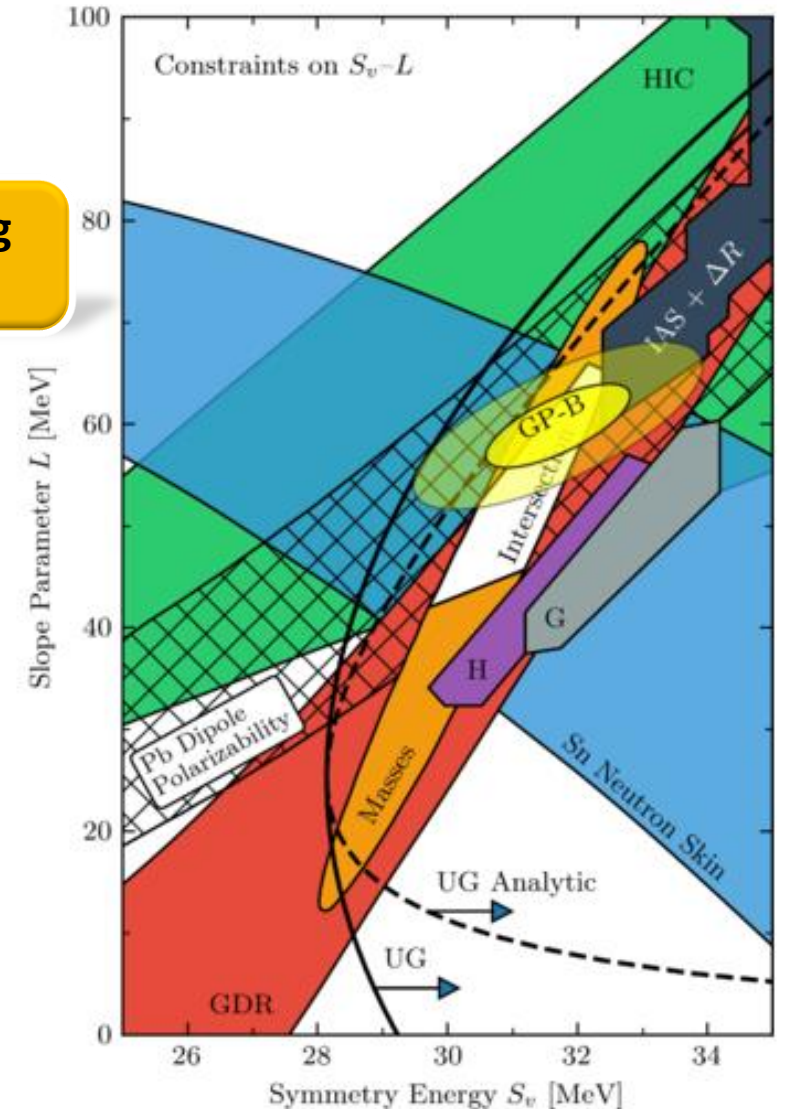 Constraints on Sᵥ–L
HIC
g
IAS + ΔR
GP-B
Intersection
G
H
Pb Dipole
Polarizability
Masses
Sn Neutron Skin
UG Analytic
UG
GDR
100
80
60
40
20
0
Slope Parameter L [MeV]
26 28 30 32 34
Symmetry Energy Sᵥ [MeV]